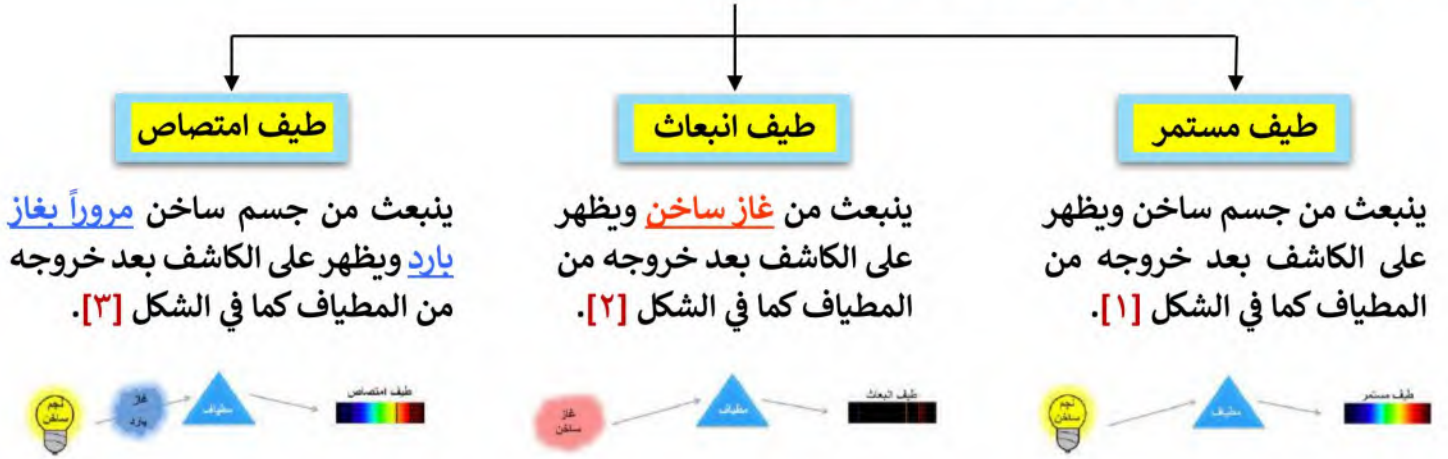 طيف مستمر
ينبعث من جسم ساخن ويظهر
على الكاشف بعد خروجه من
المطياف كما في الشكل [١].
نجم
ساخن
مطياف
طيف مستمر
طيف انبعاث
ينبعث من غاز ساخن ويظهر
على الكاشف بعد خروجه من
المطياف كما في الشكل [٢].
غاز
ساخن
مطياف
طيف انبعاث
طيف امتصاص
ينبعث من جسم ساخن مروراً بغاز
بارد ويظهر على الكاشف بعد خروجه
من المطياف كما في الشكل [٣].
نجم
ساخن
غاز
بارد
مطياف
طيف امتصاص